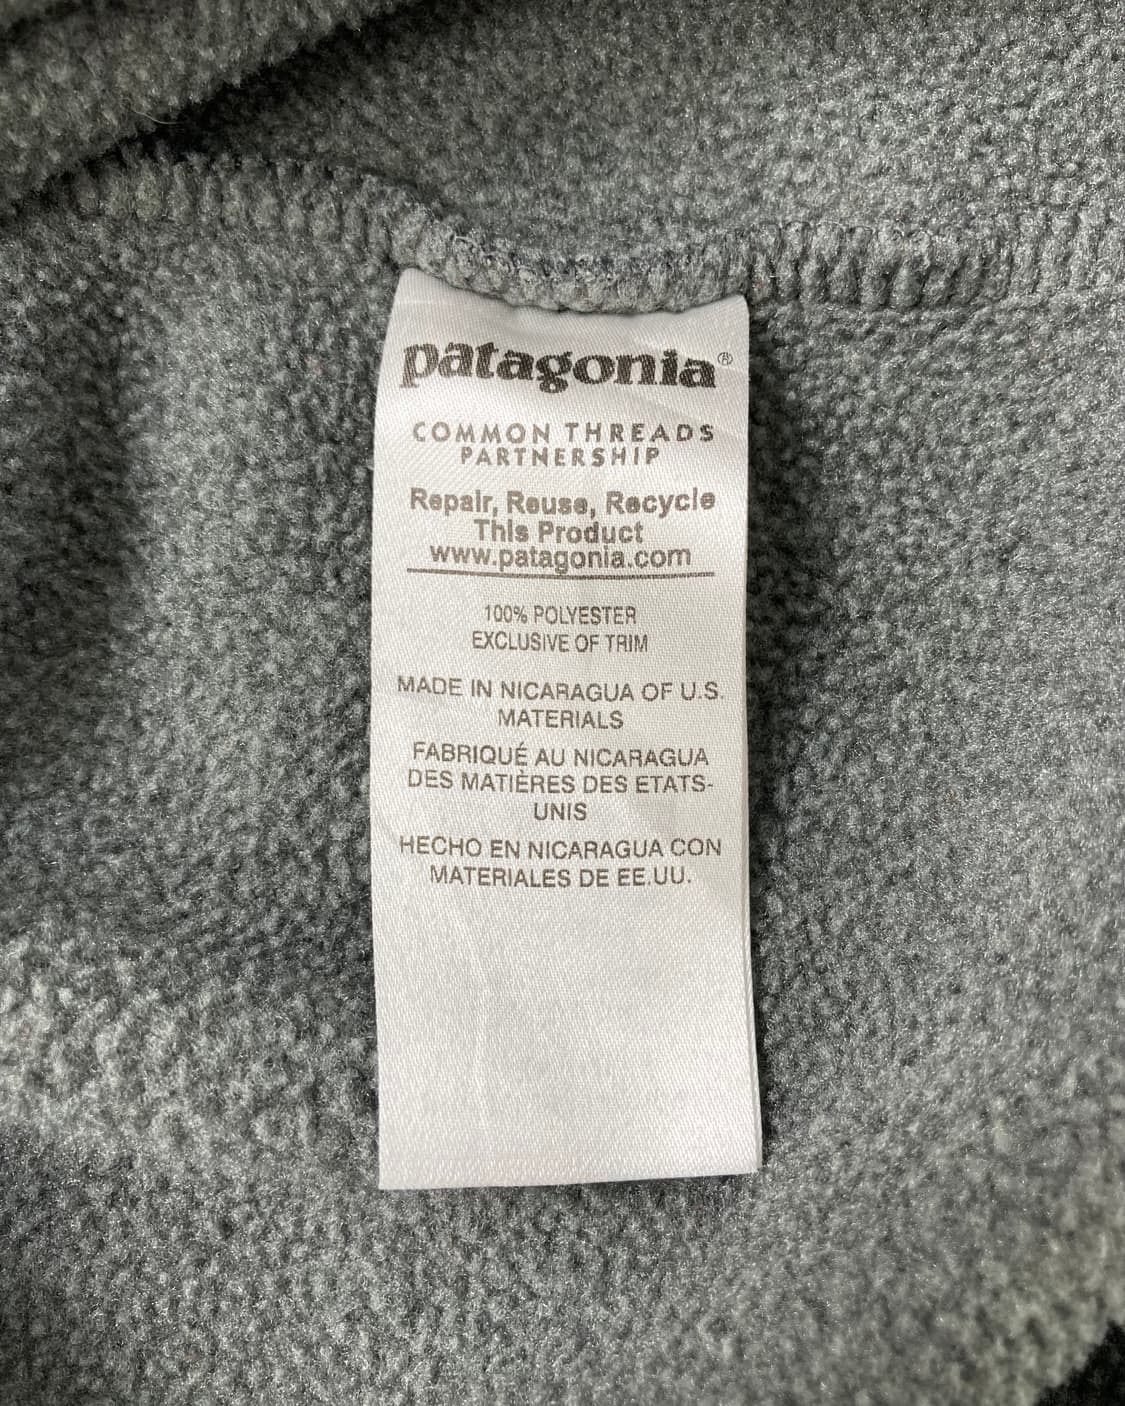 patagonia®
COMMON THREADS
PARTNERSHIP
Repair, Reuse, Recycle
This Product
www.patagonia.com
100% POLYESTER
EXCLUSIVE OF TRIM
MADE IN NICARAGUA OF U.S.
MATERIALS
FABRIQUÉ AU NICARAGUA
DES MATIÈRES DES ETATS-
UNIS
HECHO EN NICARAGUA CON
MATERIALES DE EE.UU.